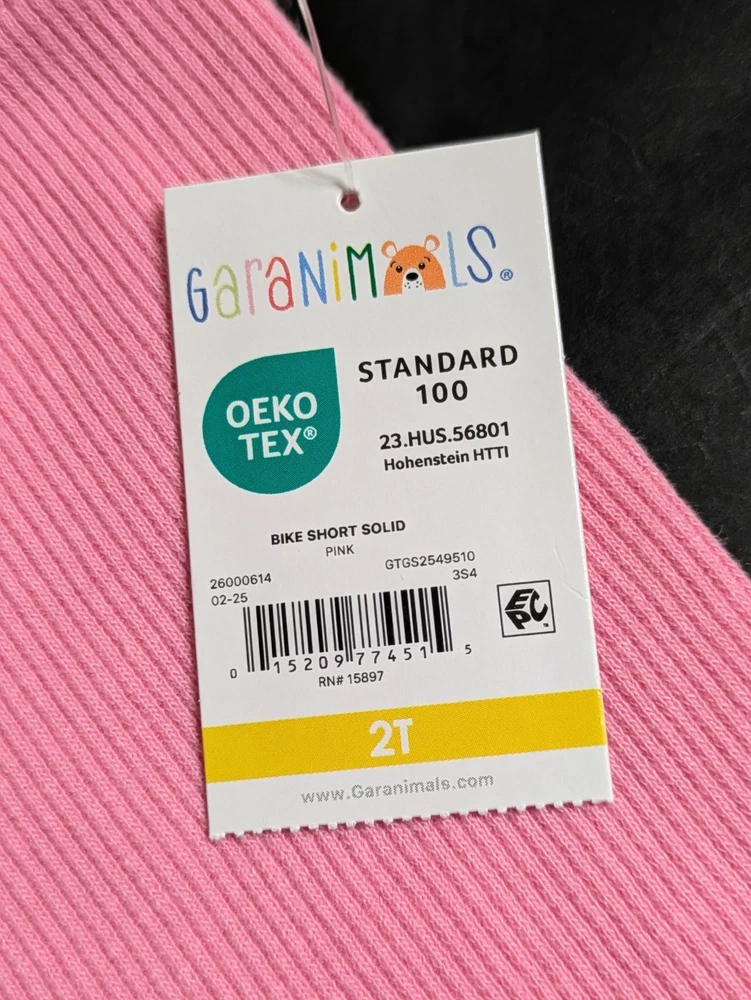 GaraNiMALS®
OEKO
TEX®
STANDARD
100
23.HUS.56801
Hohenstein HTTI
BIKE SHORT SOLID
PINK
26000614
GTGS2549510
02-25
3S4
EPC™
0 15209 77451 5
RN# 15897
2T
www.Garanimals.com